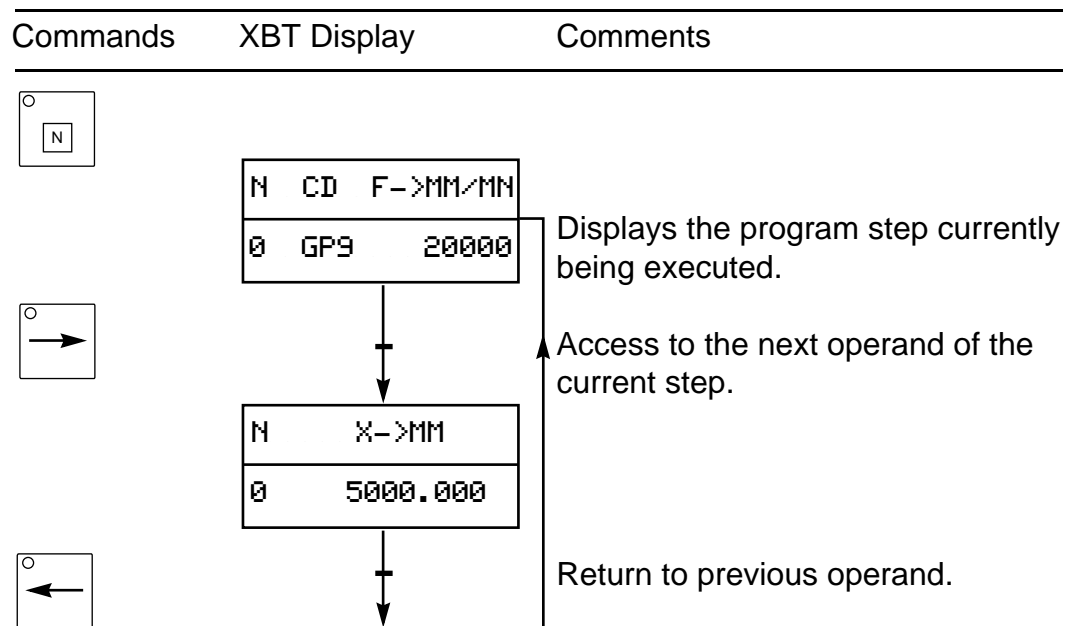 Commands XBT Display Comments
N
N CD F->MM/MN
0 GP9 20000
Displays the program step currently
being executed.
Access to the next operand of the
current step.
N X->MM
0 5000.000
Return to previous operand.